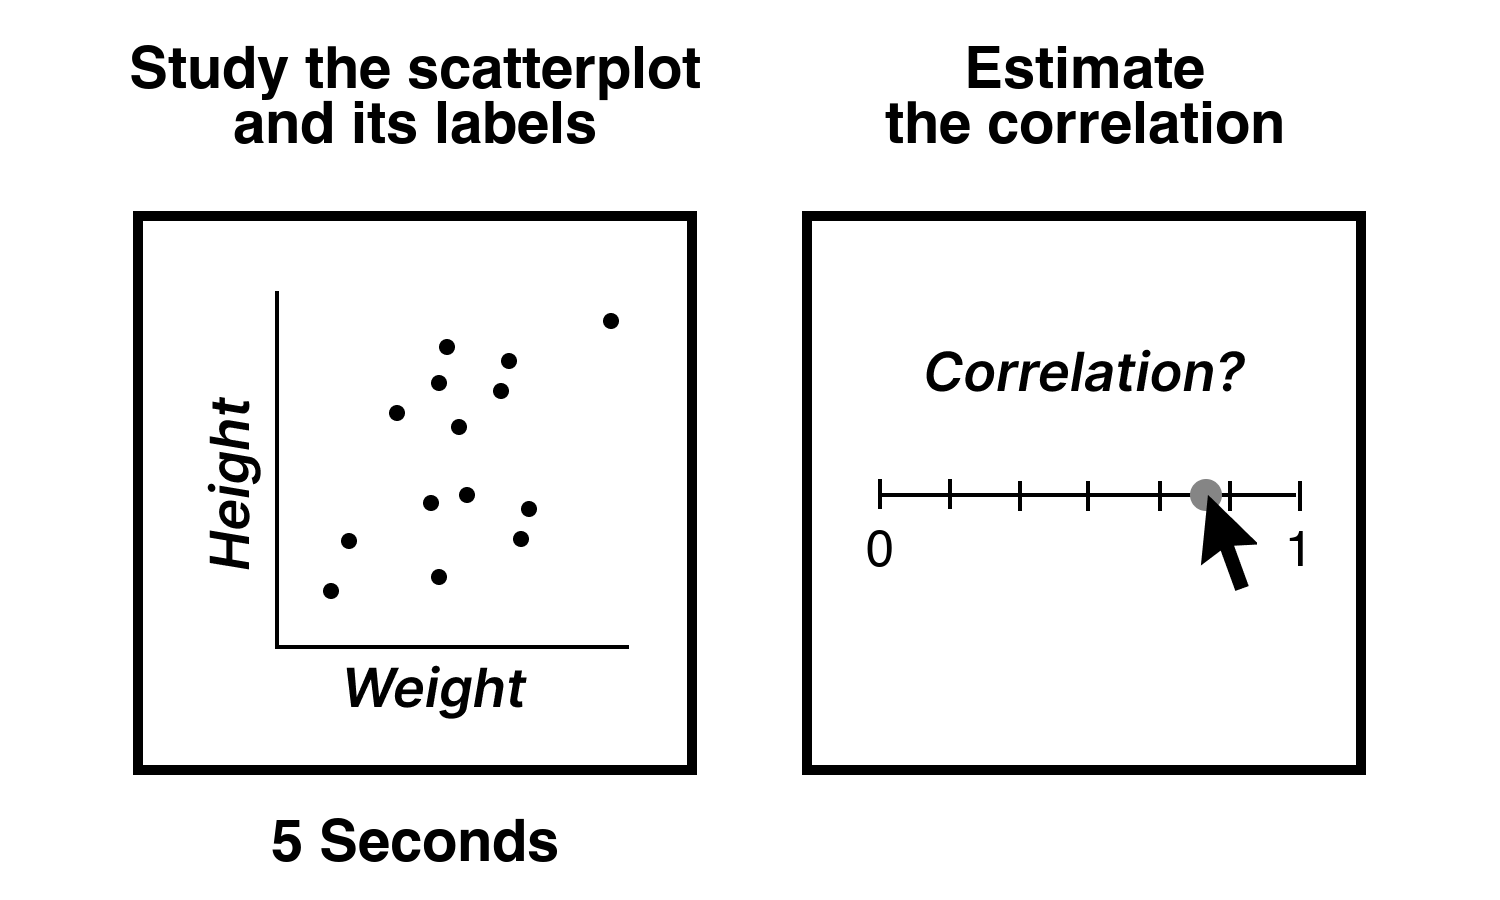 Study the scatterplot
and its labels
Height
Weight
5 Seconds
Estimate
the correlation
Correlation?
0
1